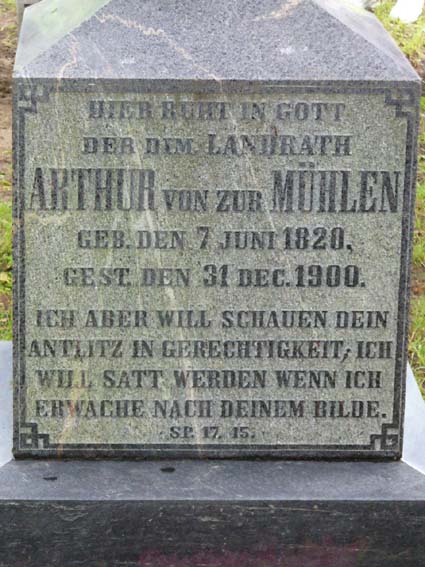 HIER RUHT IN GOTT
DER DIM. LANDRATH
ARTHUR VON ZUR MÜHLEN
GEB. DEN 7 JUNI 1820.
GEST. DEN 31 DEC. 1900.
ICH ABER WILL SCHAUEN DEIN
ANTLITZ IN GERECHTIGKEIT; ICH
WILL SATT WERDEN WENN ICH
ERWACHE NACH DEINEM BILDE.
SP. 17. 15.